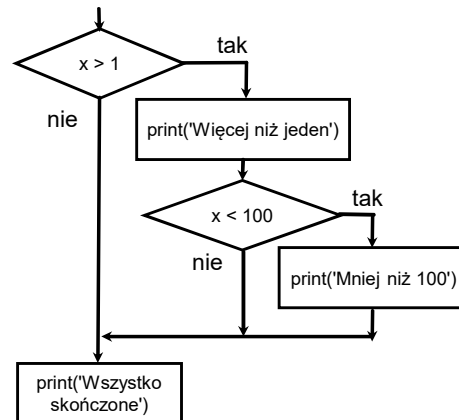 x > 1
tak
nie
print('Więcej niż jeden')
x < 100
tak
nie
print('Mniej niż 100')
print('Wszystko
skończone')